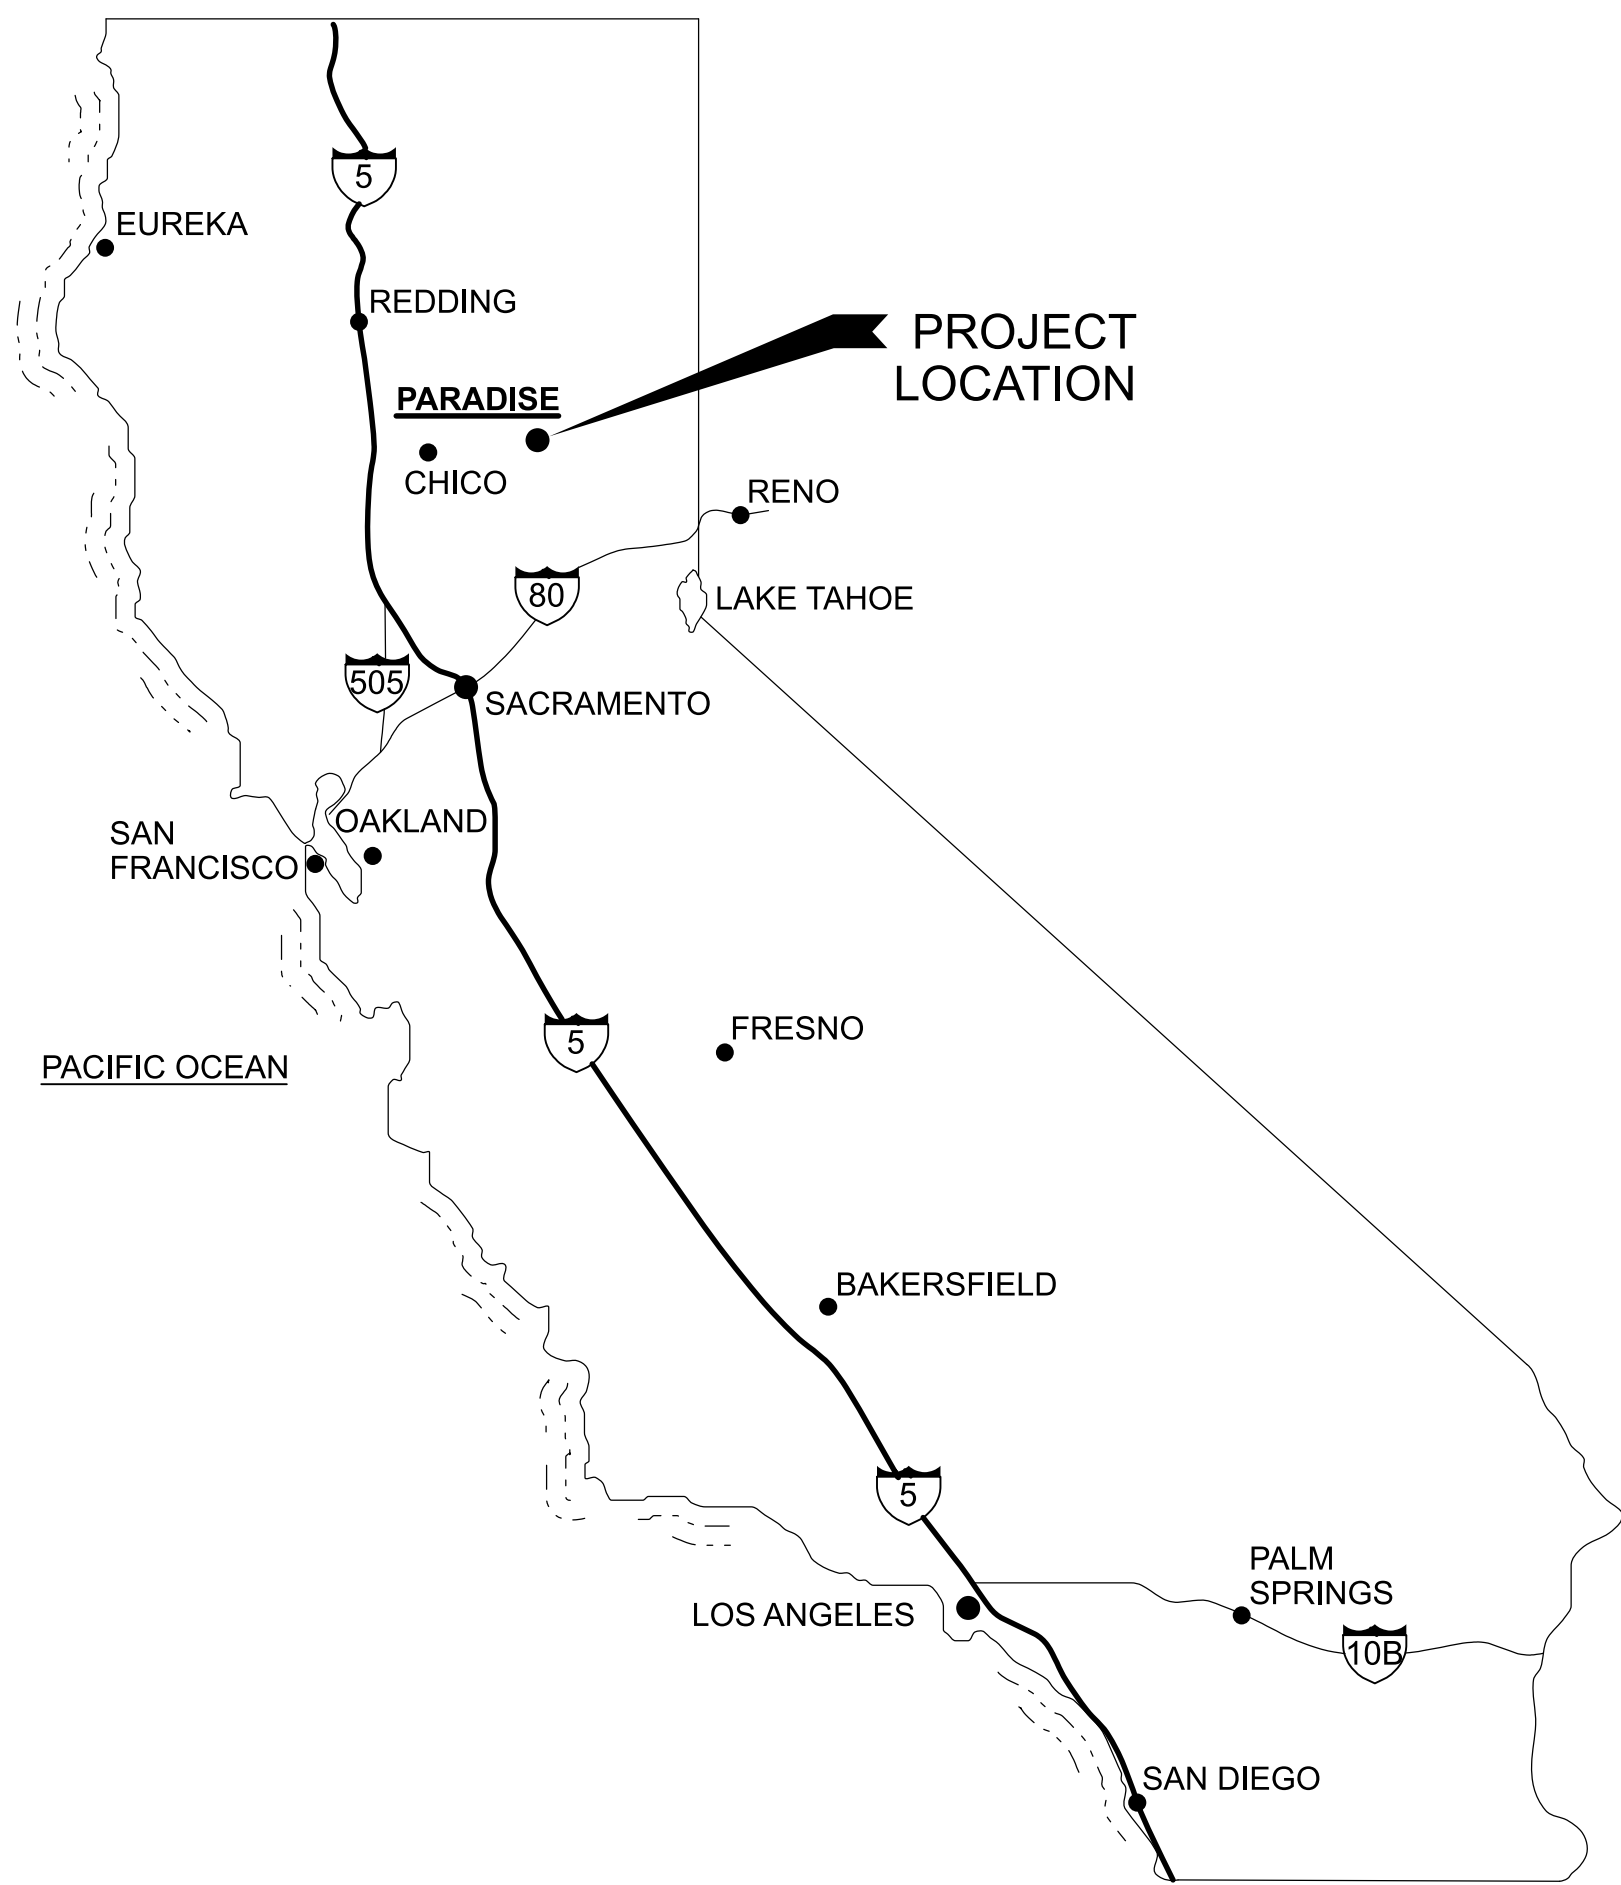 5
EUREKA
REDDING
PROJECT
LOCATION
PARADISE
CHICO
RENO
80
LAKE TAHOE
505
SACRAMENTO
OAKLAND
SAN
FRANCISCO
5
FRESNO
PACIFIC OCEAN
BAKERSFIELD
5
PALM
SPRINGS
LOS ANGELES
10B
SAN DIEGO